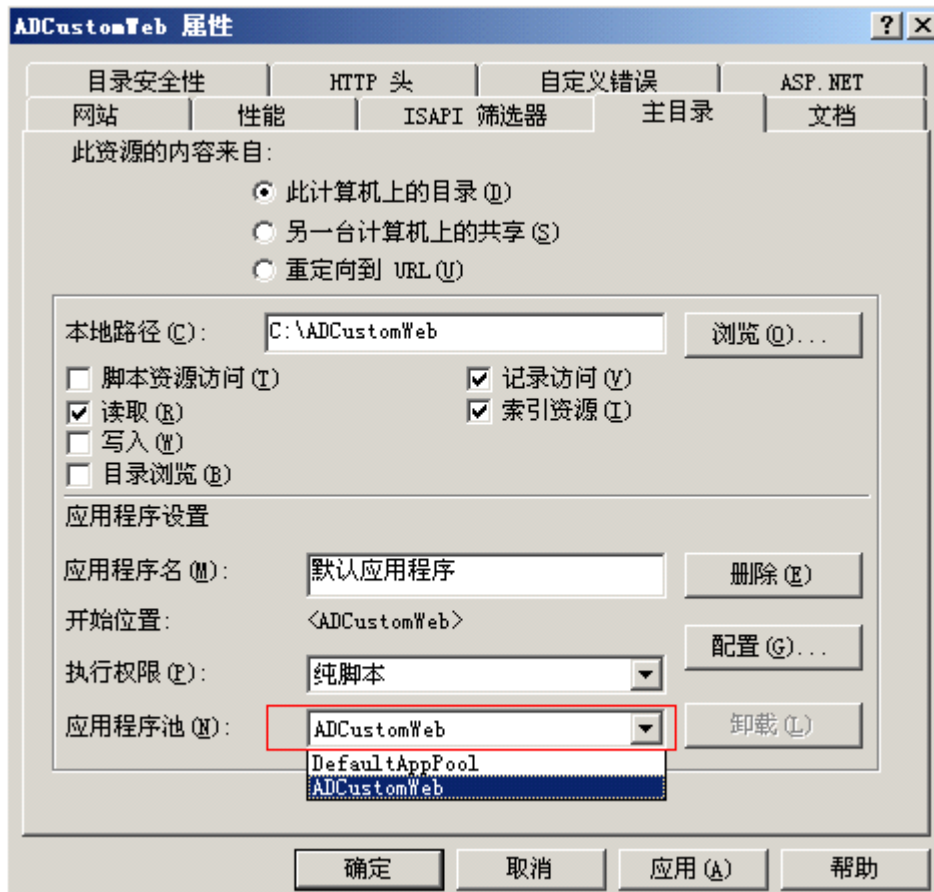 ADCustomWeb 属性
目录安全性 HTTP 头 自定义错误 ASP.NET
网站 性能 ISAPI 筛选器 主目录 文档
此资源的内容来自:
此计算机上的目录(D)
另一台计算机上的共享(S)
重定向到 URL(U)
本地路径(C): C:\ADCustomWeb 浏览(O)...
脚本资源访问(T) 记录访问(V)
读取(R) 索引资源(I)
写入(W)
目录浏览(B)
应用程序设置
应用程序名(M): 默认应用程序 删除(E)
开始位置: <ADCustomWeb>
配置(G)...
执行权限(P): 纯脚本
应用程序池(N): ADCustomWeb 卸载(L)
DefaultAppPool
ADCustomWeb
确定 取消 应用(A) 帮助